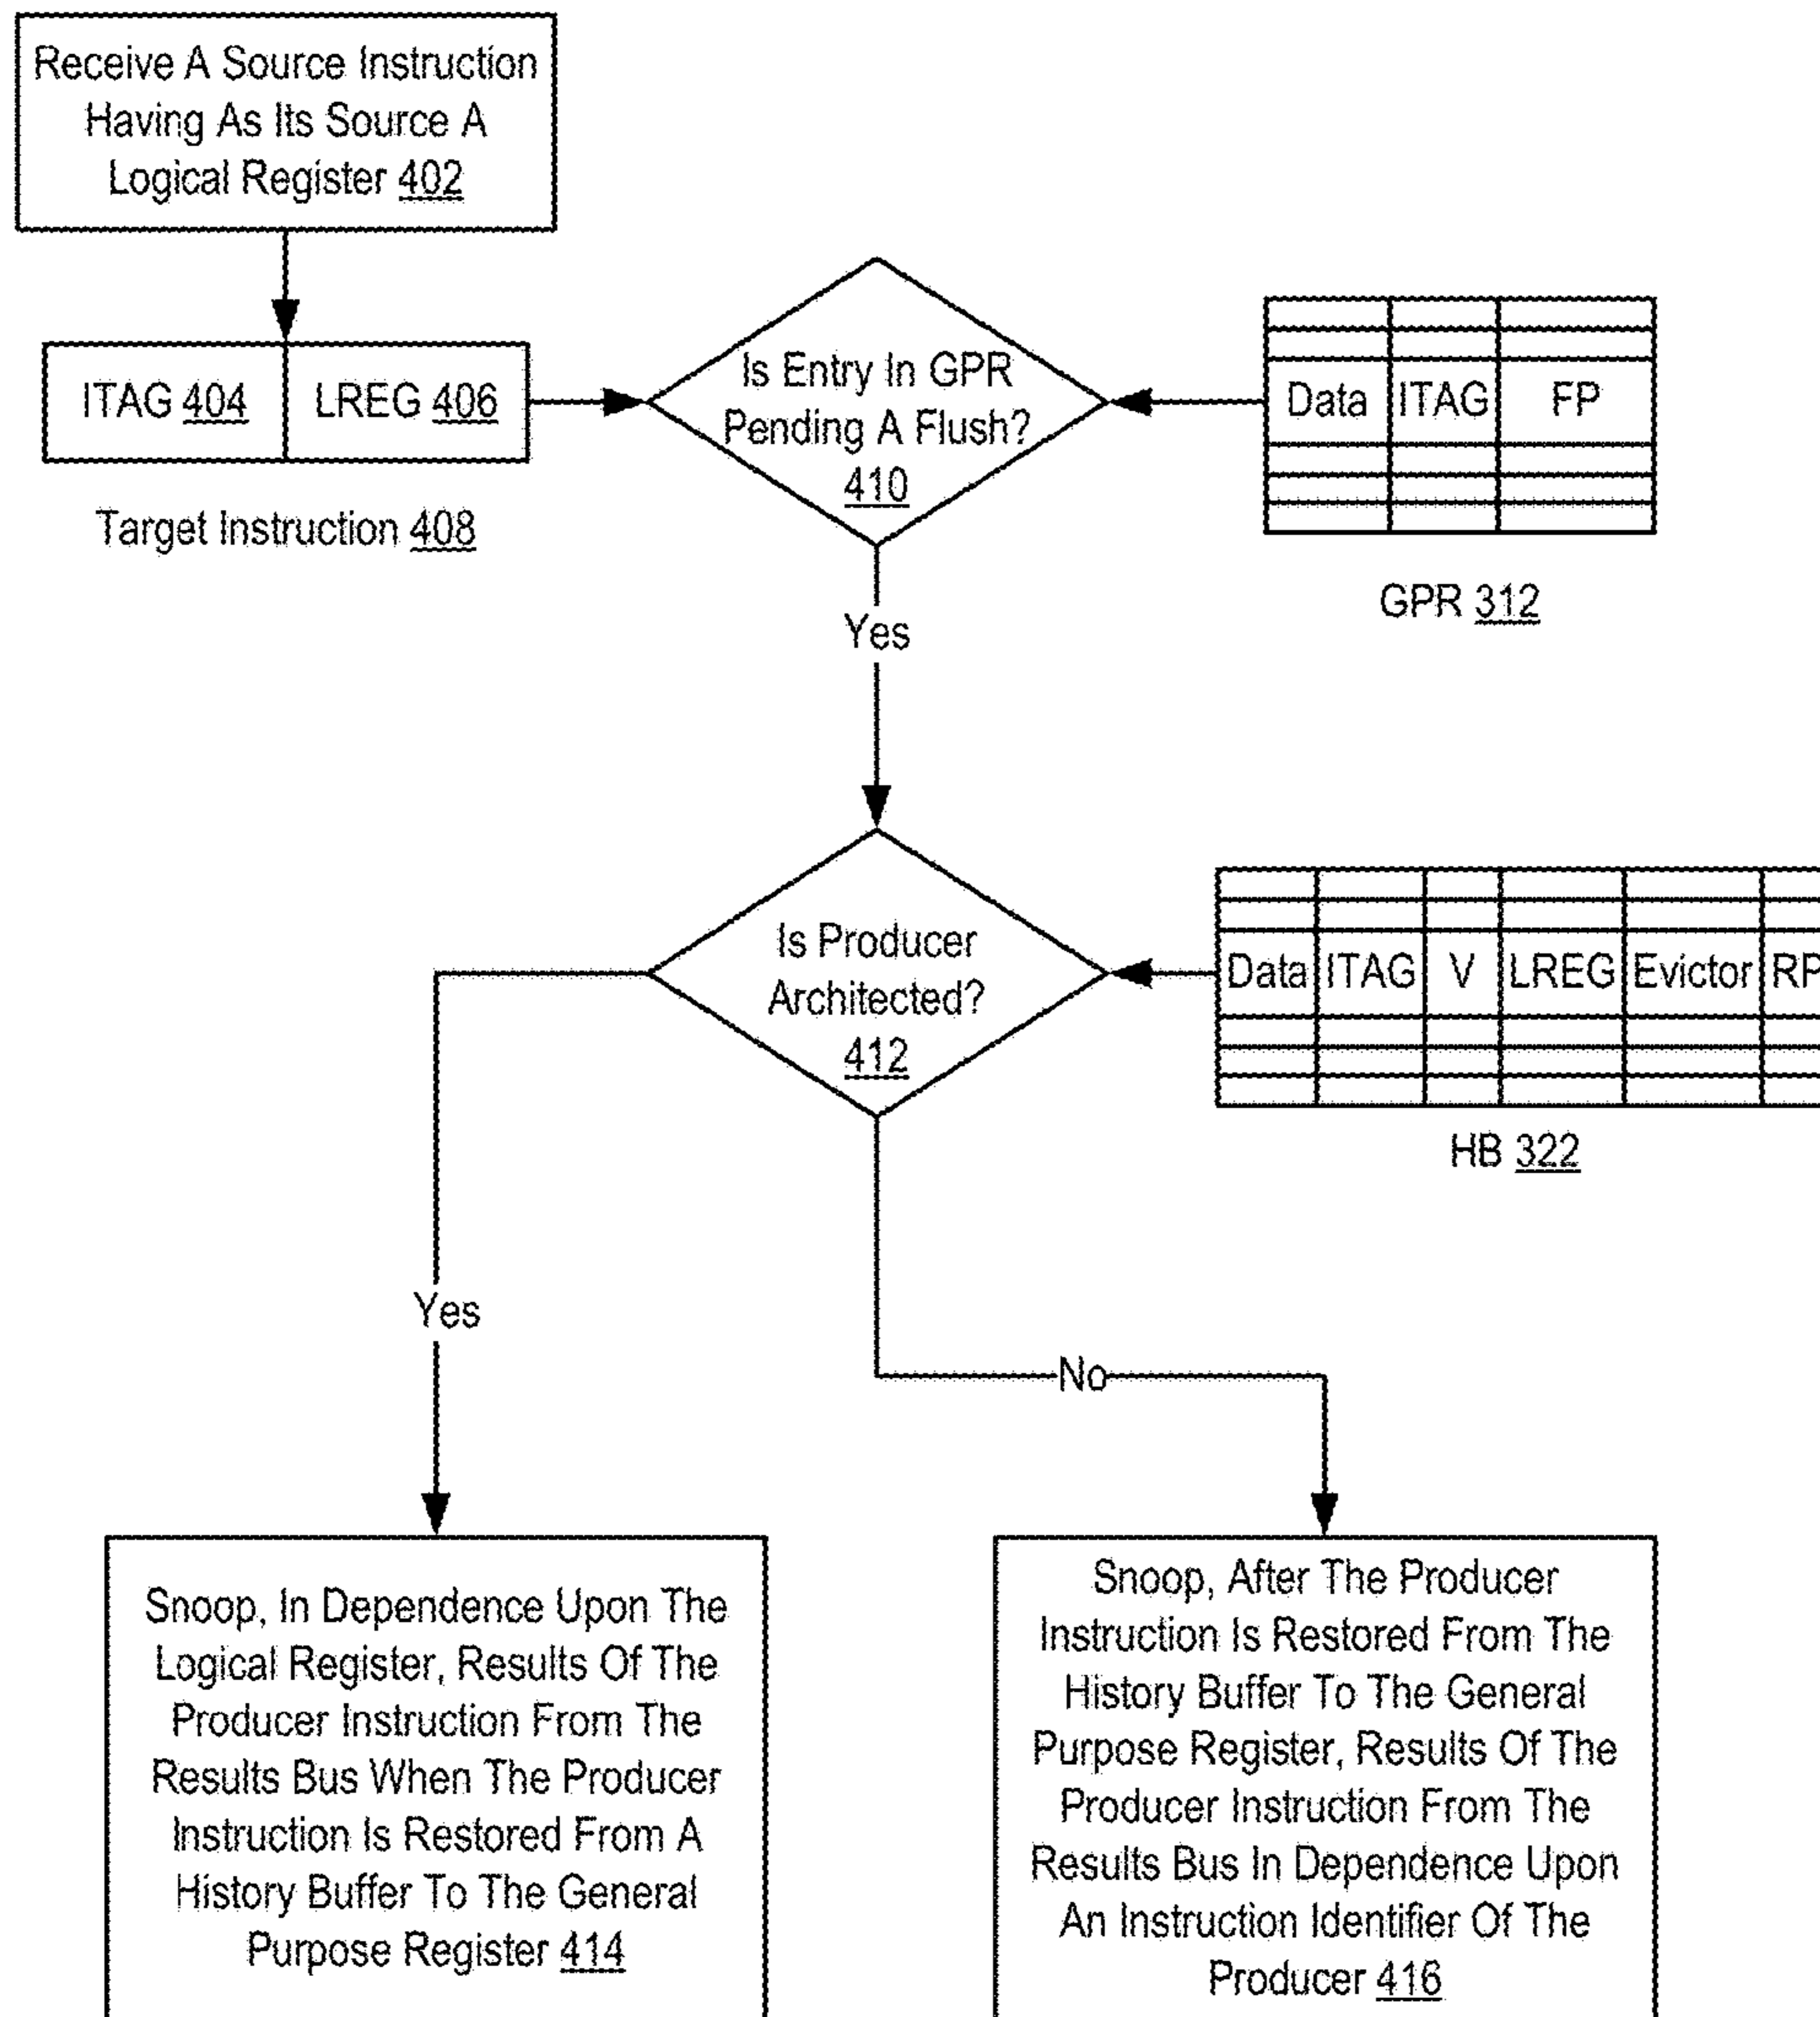 Receive A Source Instruction
Having As Its Source A
Logical Register 402
ITAG 404
LREG 406
Target Instruction 408
Is Entry In GPR
Pending A Flush?
410
Data
ITAG
FP
GPR 312
Yes
Is Producer
Architected?
412
Data
ITAG
V
LREG
Evictor
RP
HB 322
Yes
No
Snoop, In Dependence Upon The
Logical Register, Results Of The
Producer Instruction From The
Results Bus When The Producer
Instruction Is Restored From A
History Buffer To The General
Purpose Register 414
Snoop, After The Producer
Instruction Is Restored From The
History Buffer To The General
Purpose Register, Results Of The
Producer Instruction From The
Results Bus In Dependence Upon
An Instruction Identifier Of The
Producer 416